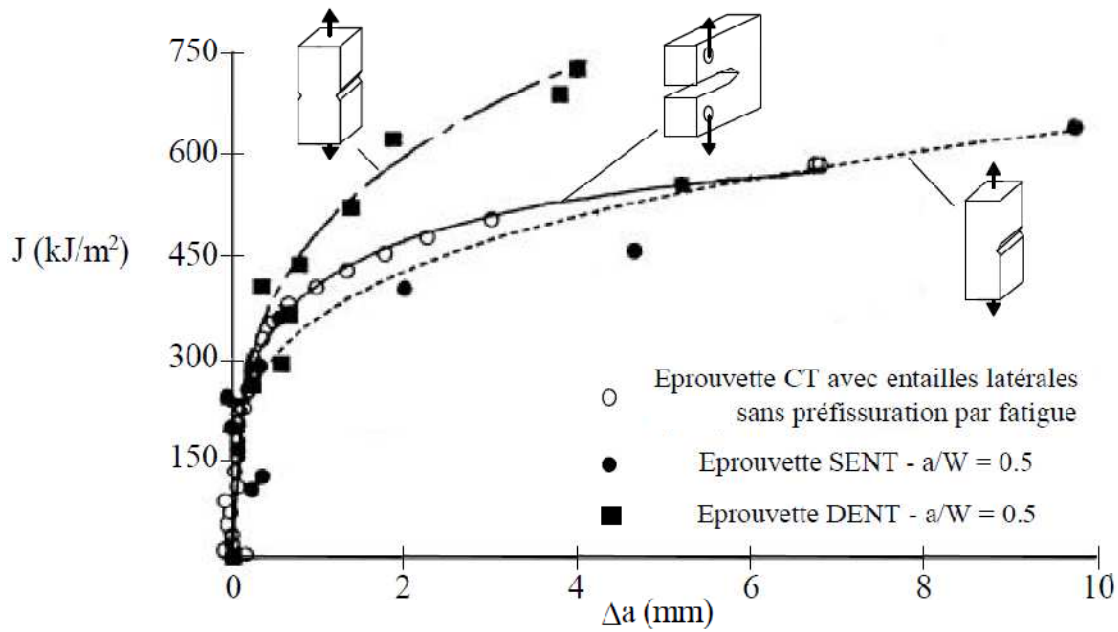 750
600
J (kJ/m²)
450
300
150
0
2
4
6
8
10
Δa (mm)
Eprouvette CT avec entailles latérales
sans préfissuration par fatigue
Eprouvette SENT - a/W = 0.5
Eprouvette DENT - a/W = 0.5